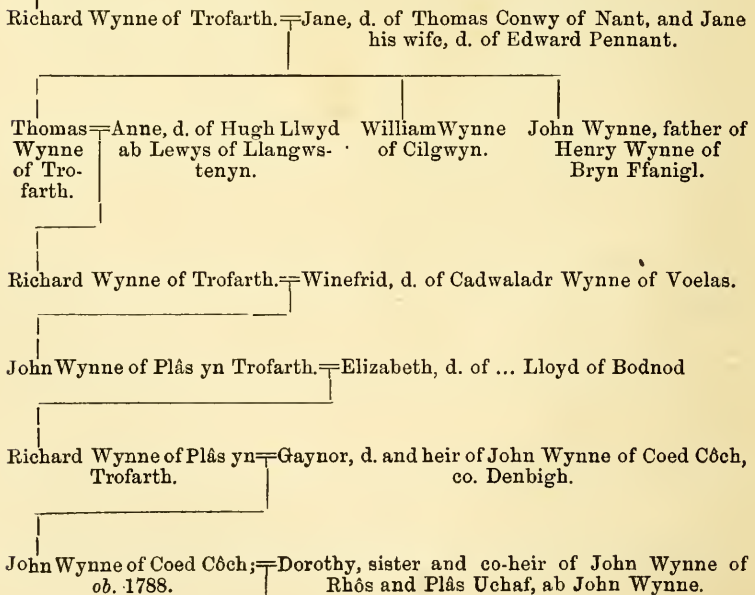 Richard Wynne of Trofarth.=Jane, d. of Thomas Conwy of Nant, and Jane
his wife, d. of Edward Pennant.
Thomas=Anne, d. of Hugh Llwyd
Wynne ab Lewys of Llangws-
of Tro- tenyn.
farth.
William Wynne
of Cilgwyn.
John Wynne, father of
Henry Wynne of
Bryn Ffanigl.
Richard Wynne of Trofarth.=Winefrid, d. of Cadwaladr Wynne of Voelas.
John Wynne of Plâs yn Trofarth.=Elizabeth, d. of ... Lloyd of Bodnod
Richard Wynne of Plâs yn=Gaynor, d. and heir of John Wynne of Coed Côch,
Trofarth. co. Denbigh.
John Wynne of Coed Côch;=Dorothy, sister and co-heir of John Wynne of
ob. 1788. Rhôs and Plâs Uchaf, ab John Wynne.